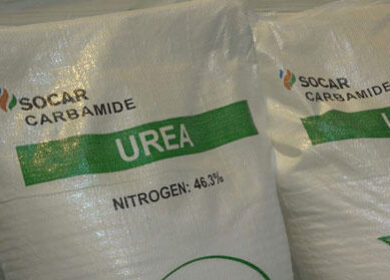 SOCAR
CARBAMIDE
UREA
NITROGEN: 46.3%
SOCAR
CARBAMIDE
U